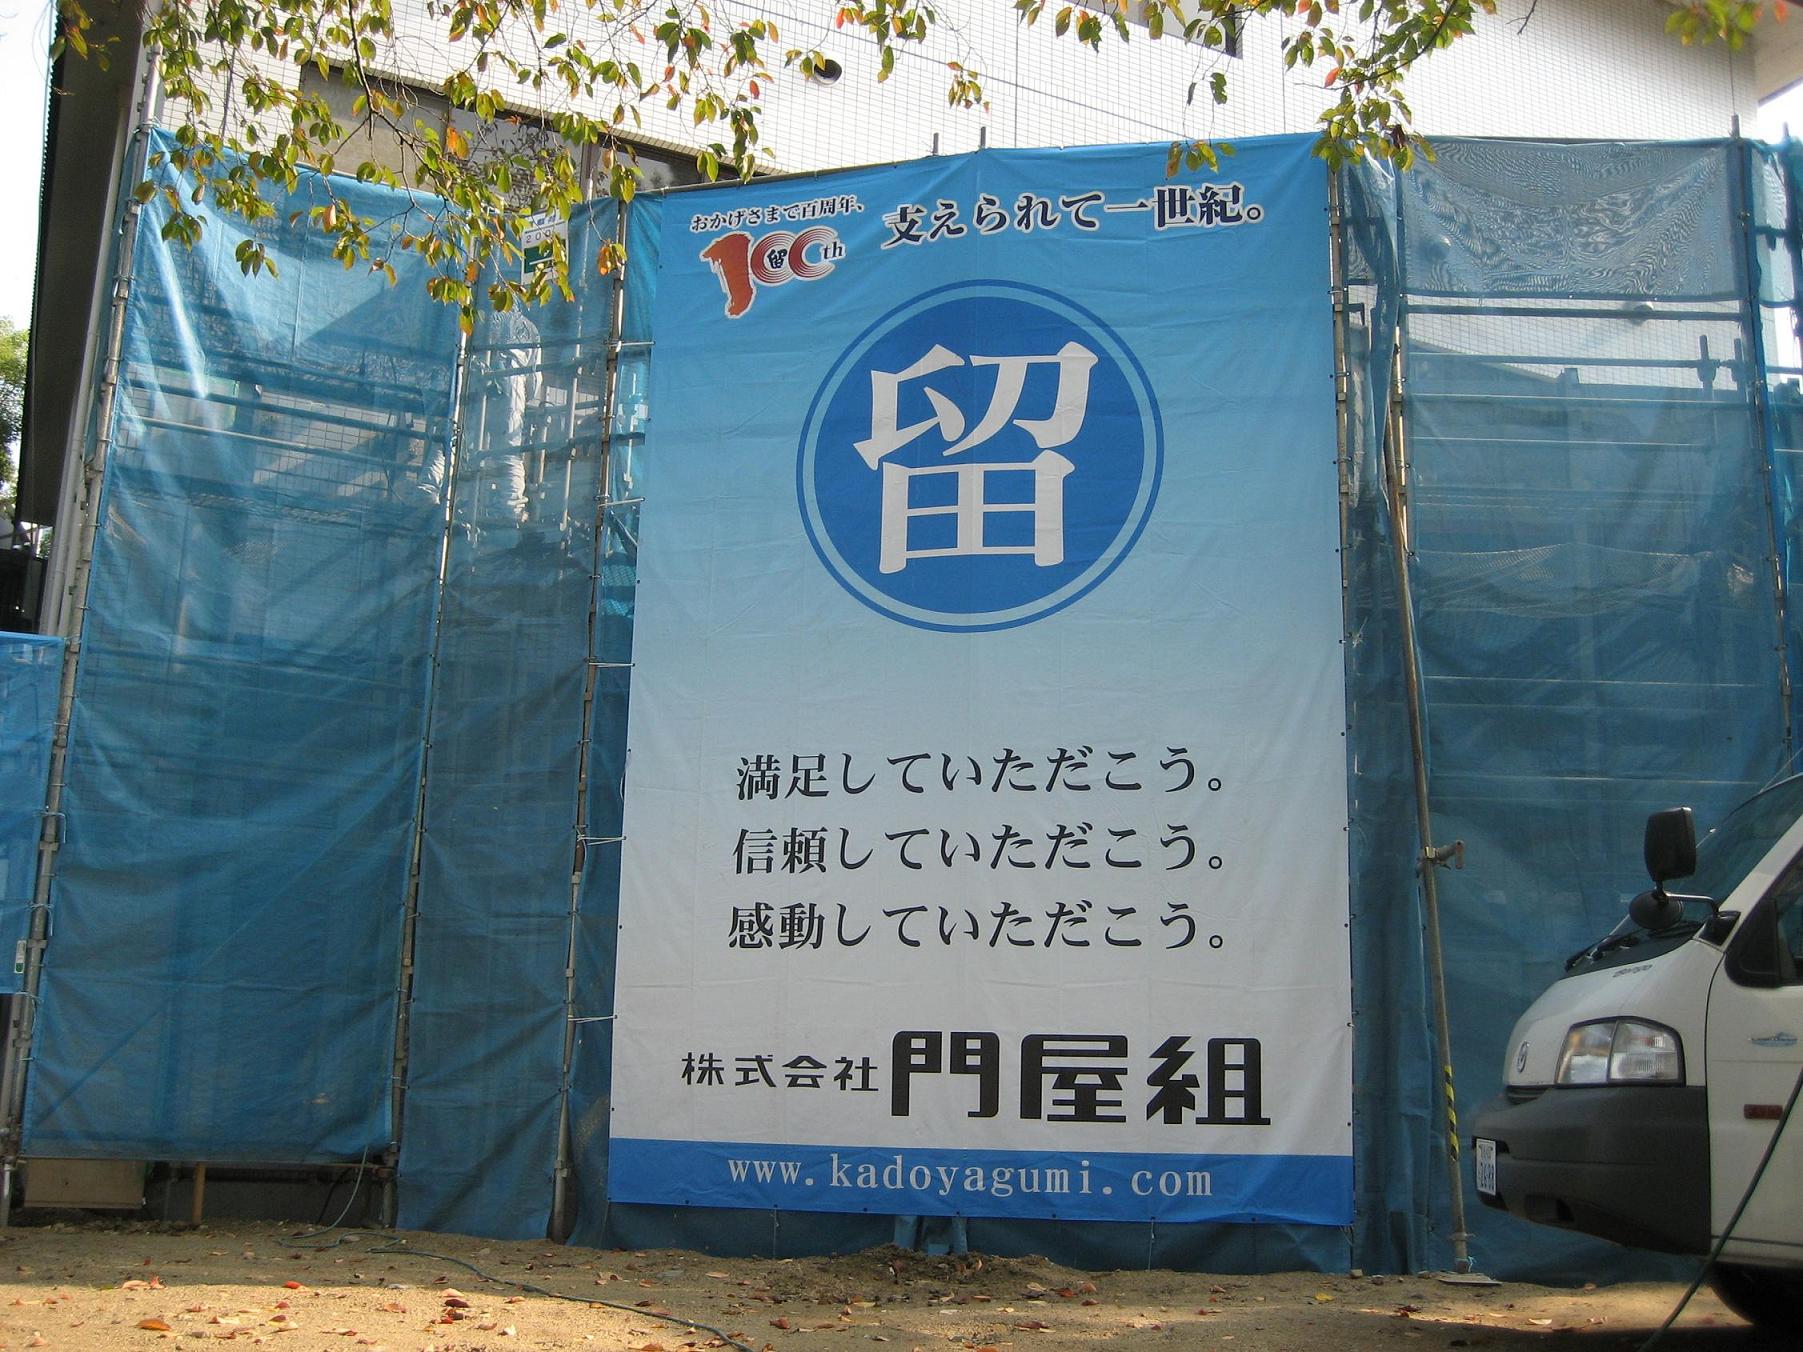 おかげさまで百周年、
支えられて一世紀。
100th
留
留
満足していただこう。
信頼していただこう。
感動していただこう。
株式会社 門屋組
www.kadoyagumi.com
Bongo